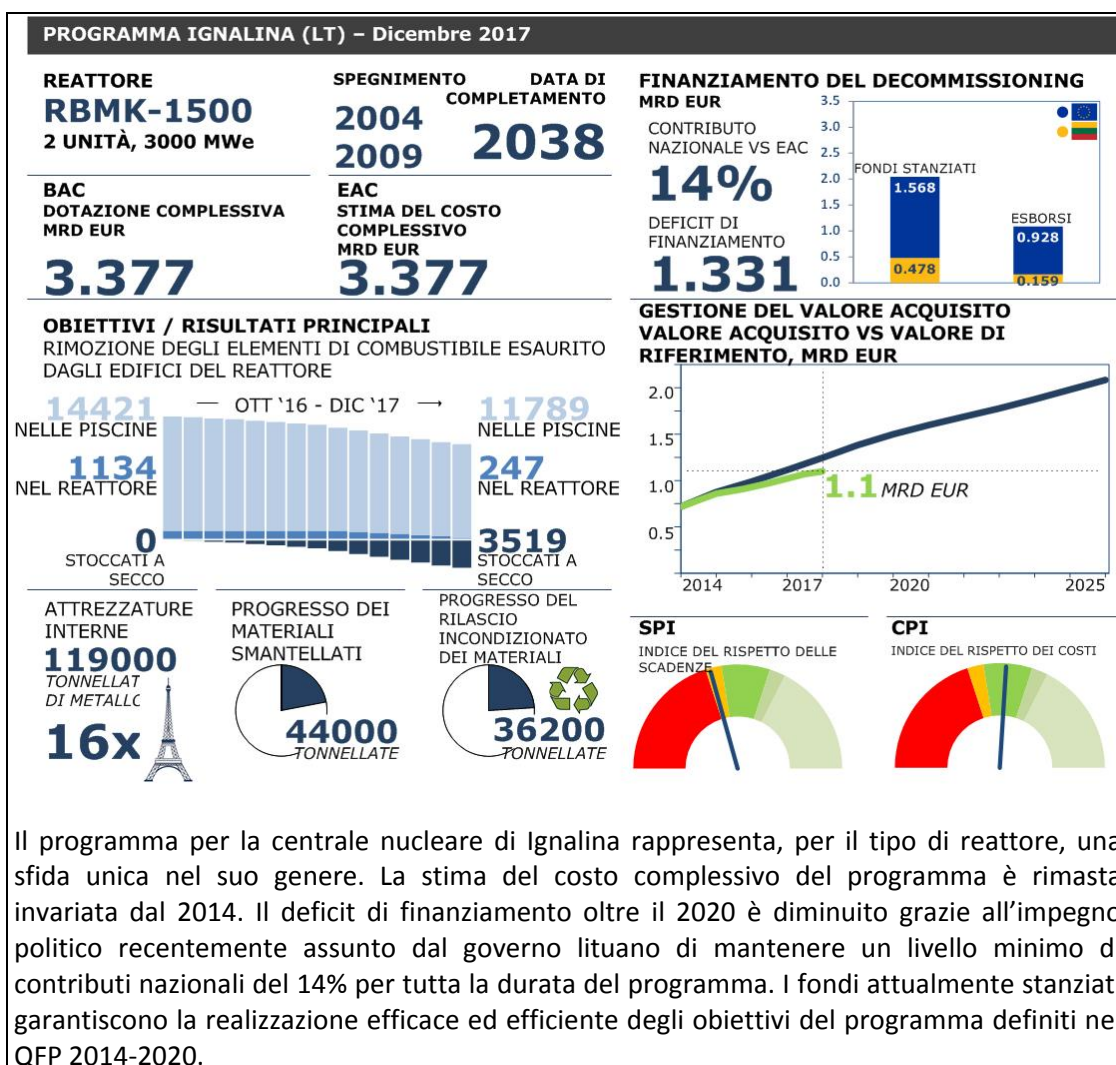 PROGRAMMA IGNALINA (LT) – Dicembre 2017
REATTORE
RBMK-1500
2 UNITÀ, 3000 MWe
SPEGNIMENTO
2004
2009
DATA DI
COMPLETAMENTO
2038
BAC
DOTAZIONE COMPLESSIVA
MRD EUR
3.377
EAC
STIMA DEL COSTO
COMPLESSIVO
MRD EUR
3.377
FINANZIAMENTO DEL DECOMMISSIONING
MRD EUR
CONTRIBUTO
NAZIONALE VS EAC
14%
DEFICIT DI
FINANZIAMENTO
1.331
3.5
3.0
2.5
2.0
1.5
1.0
0.5
0.0
FONDI STANZIATI
1.568
0.478
ESBORSI
0.928
0.159
OBIETTIVI / RISULTATI PRINCIPALI
RIMOZIONE DEGLI ELEMENTI DI COMBUSTIBILE ESAURITO
DAGLI EDIFICI DEL REATTORE
14421
NELLE PISCINE
1134
NEL REATTORE
0
STOCCATI A
SECCO
— OTT ‘16 - DIC ‘17 →
11789
NELLE PISCINE
247
NEL REATTORE
3519
STOCCATI A
SECCO
GESTIONE DEL VALORE ACQUISITO
VALORE ACQUISITO VS VALORE DI
RIFERIMENTO, MRD EUR
2.0
1.5
1.0
0.5
1.1 MRD EUR
2014 2017 2020 2025
ATTREZZATURE
INTERNE
119000
TONNELLAT
DI METALLC
16x
PROGRESSO DEI
MATERIALI
SMANTELLATI
44000
TONNELLATE
PROGRESSO DEL
RILASCIO
INCONDIZIONATO
DEI MATERIALI
36200
TONNELLATE
SPI
INDICE DEL RISPETTO DELLE
SCADENZE
CPI
INDICE DEL RISPETTO DEI COSTI
Il programma per la centrale nucleare di Ignalina rappresenta, per il tipo di reattore, una
sfida unica nel suo genere. La stima del costo complessivo del programma è rimasta
invariata dal 2014. Il deficit di finanziamento oltre il 2020 è diminuito grazie all’impegno
politico recentemente assunto dal governo lituano di mantenere un livello minimo d
contributi nazionali del 14% per tutta la durata del programma. I fondi attualmente stanziat
garantiscono la realizzazione efficace ed efficiente degli obiettivi del programma definiti ne
QFP 2014-2020.